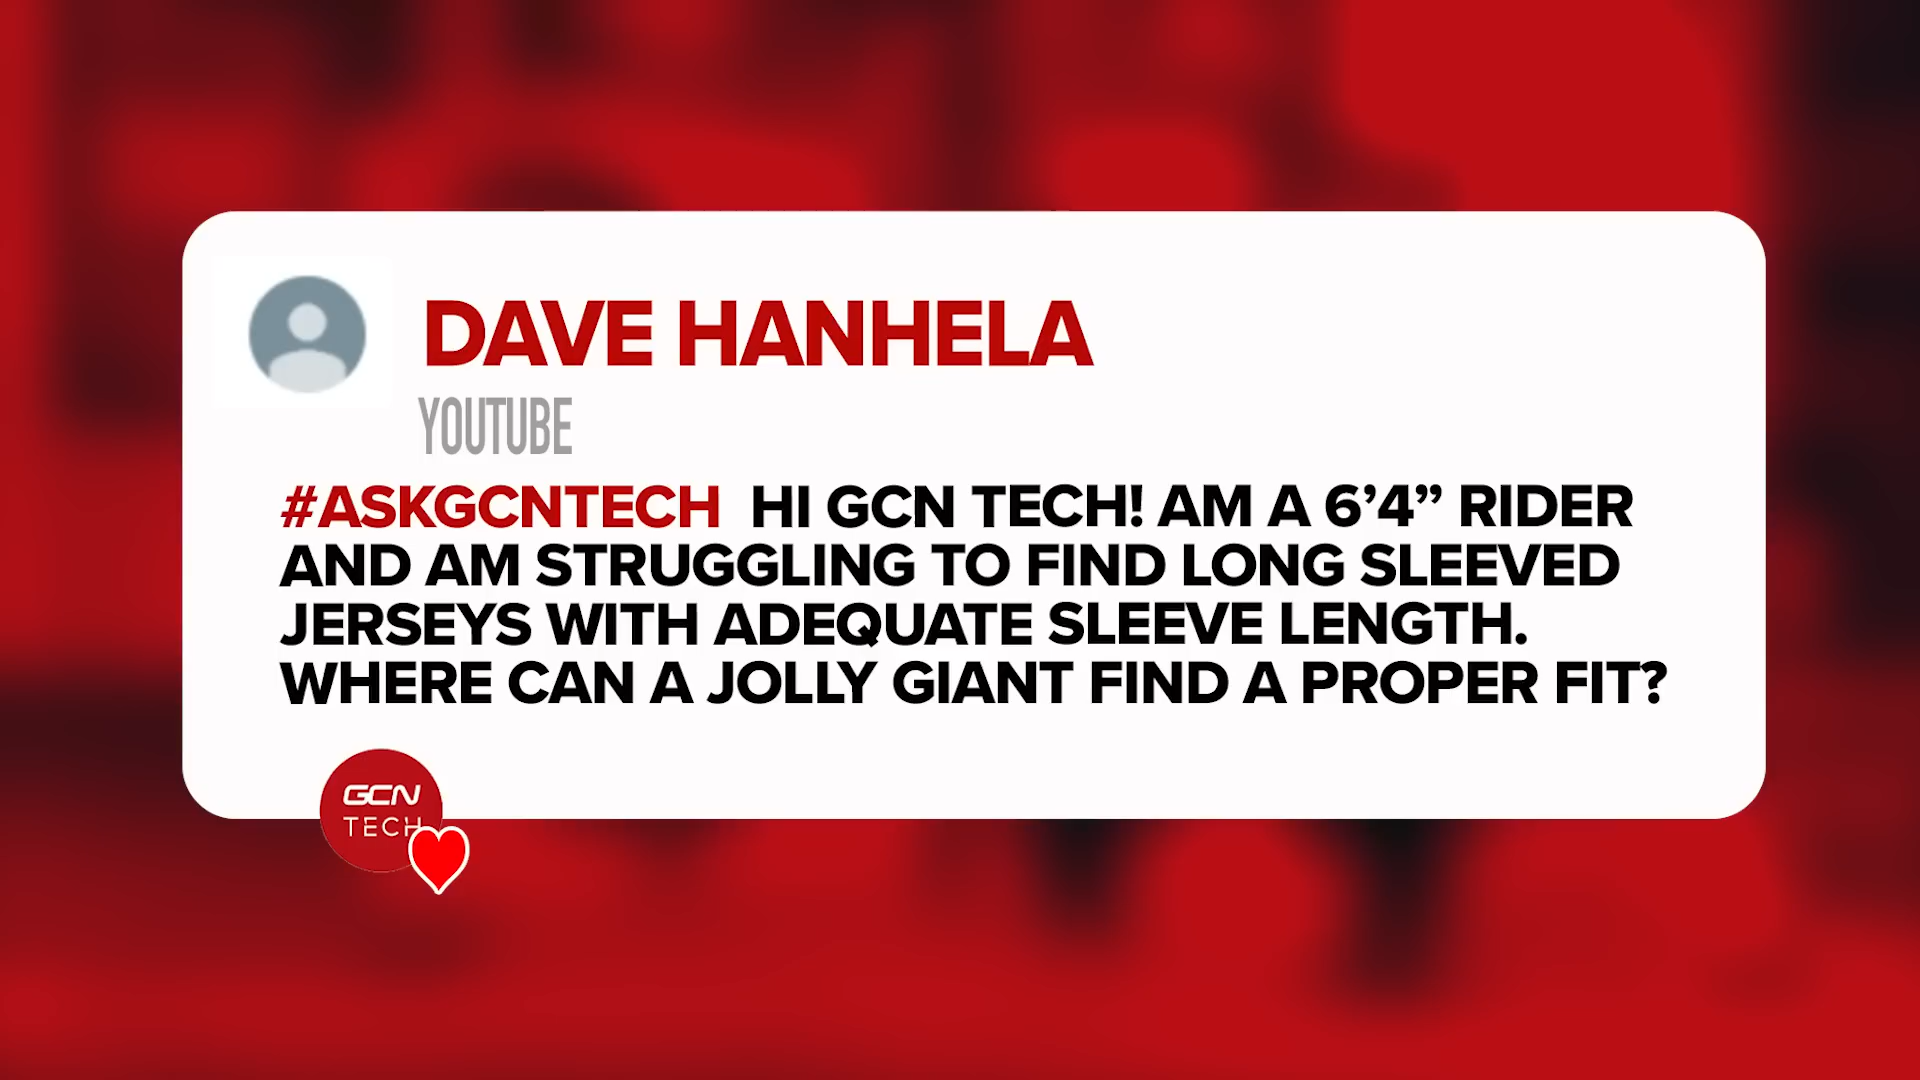 DAVE HANHELA
YOUTUBE
#ASKGCNTECH HI GCN TECH! AM A 6’4” RIDER
AND AM STRUGGLING TO FIND LONG SLEEVED
JERSEYS WITH ADEQUATE SLEEVE LENGTH.
WHERE CAN A JOLLY GIANT FIND A PROPER FIT?
GCN
TECH